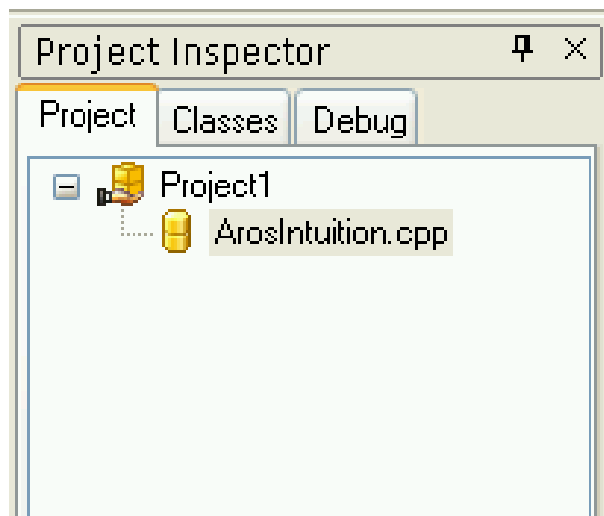 Project Inspector
Project Classes Debug
Project1
ArosIntuition.cpp